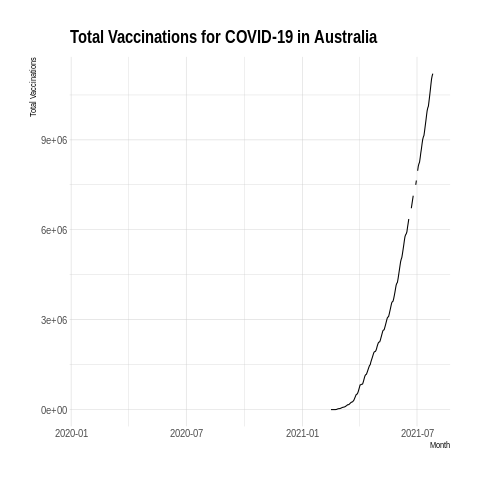 Total Vaccinations for COVID-19 in Australia
Total Vaccinations
9e+06
6e+06
3e+06
0e+00
2020-01 2020-07 2021-01 2021-07
Month